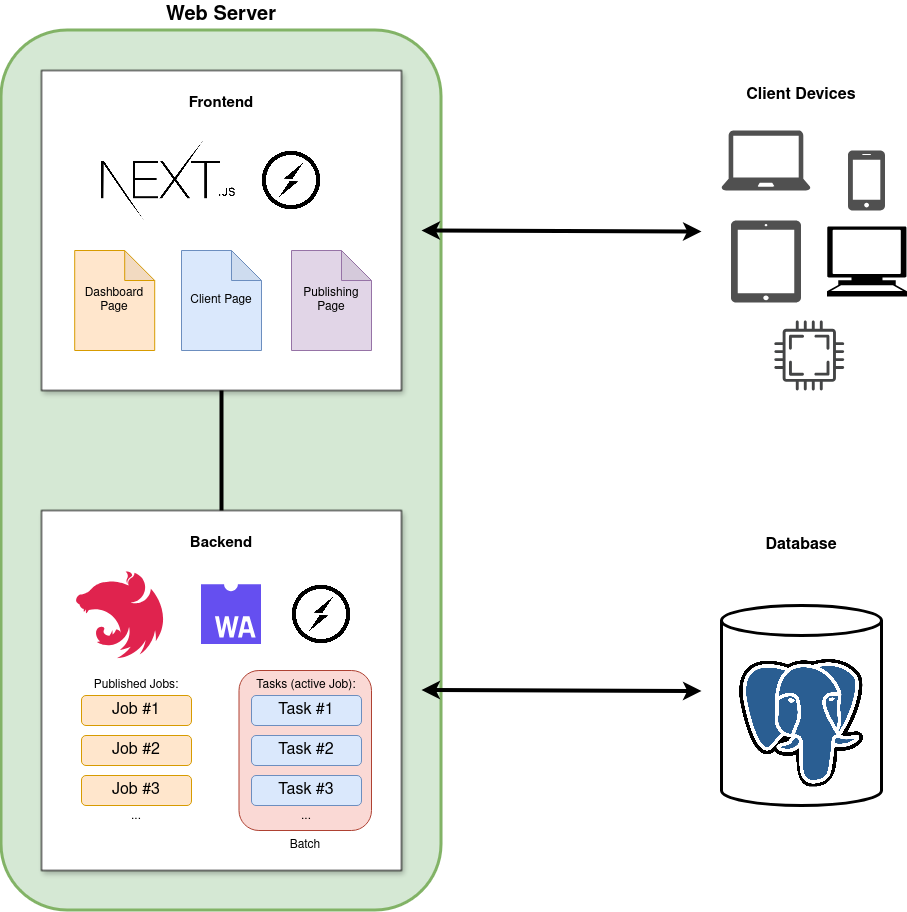 Web Server
Frontend
NEXT.JS
Dashboard
Page
Client Page
Publishing
Page
Client Devices
Backend
WA
Published Jobs:
Job #1
Job #2
Job #3
...
Tasks (active Job):
Task #1
Task #2
Task #3
...
Batch
Database